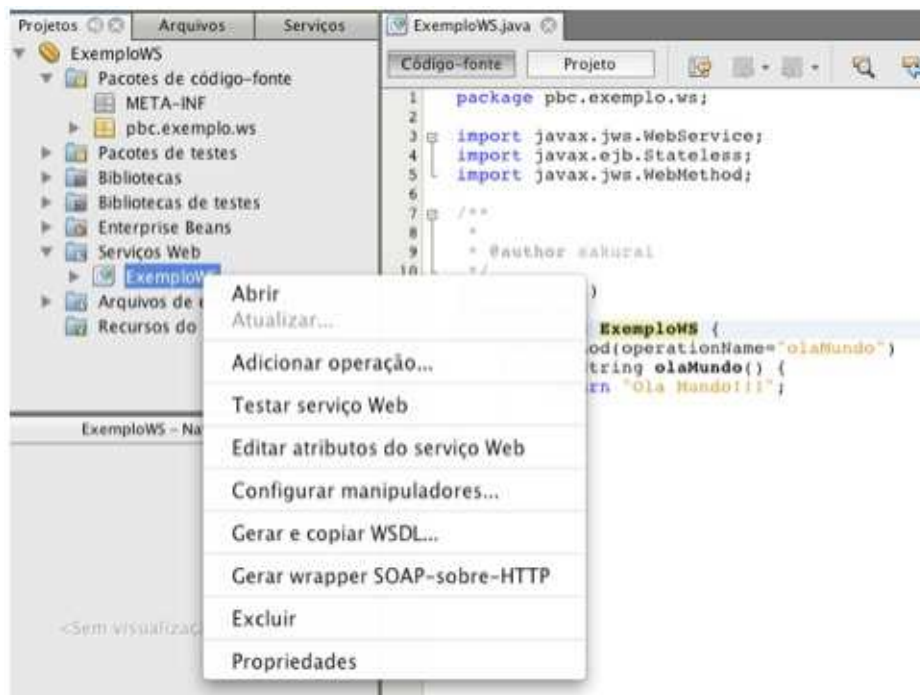 Projetos
Arquivos
Serviços
ExemploWS
Pacotes de código-fonte
META-INF
pbc.exemplo.ws
Pacotes de testes
Bibliotecas
Bibliotecas de testes
Enterprise Beans
Serviços Web
ExemploWS
Arquivos de
Recursos do
Abrir
Atualizar...
Adicionar operação...
Testar serviço Web
Editar atributos do serviço Web
Configurar manipuladores...
Gerar e copiar WSDL...
Gerar wrapper SOAP-sobre-HTTP
Excluir
Propriedades
ExemploWS - Na
<Sem visualizaç
ExemploWS.java
Código-fonte
Projeto
1 package pbc.exemplo.ws;
2
3 import javax.jws.WebService;
4 import javax.ejb.Stateless;
5 import javax.jws.WebMethod;
6
7 /**
8 *
9 * @author sakurai
10 */
)
ExemploWS {
od(operationName="olaMundo")
tring olaMundo() {
rn "Ola Mundo!!!";